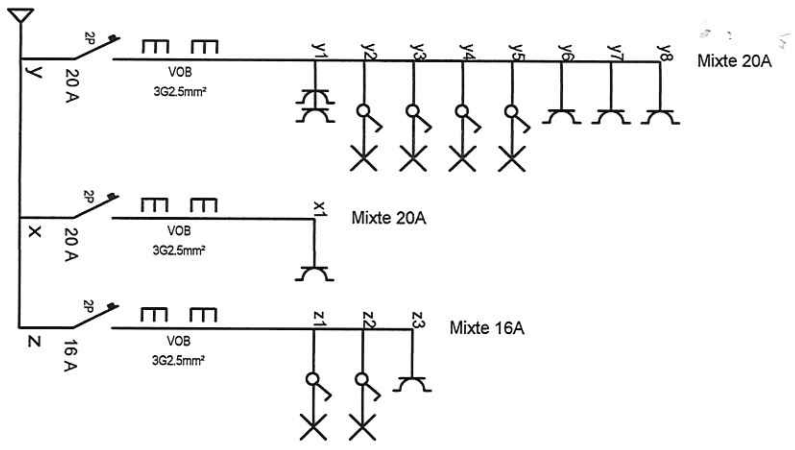 2P
y
20 A
VOB
3G2.5mm²
y1
y2
y3
y4
y5
y6
y7
y8
Mixte 20A
2P
x
20 A
VOB
3G2.5mm²
x1
Mixte 20A
2P
z
16 A
VOB
3G2.5mm²
z1
z2
z3
Mixte 16A